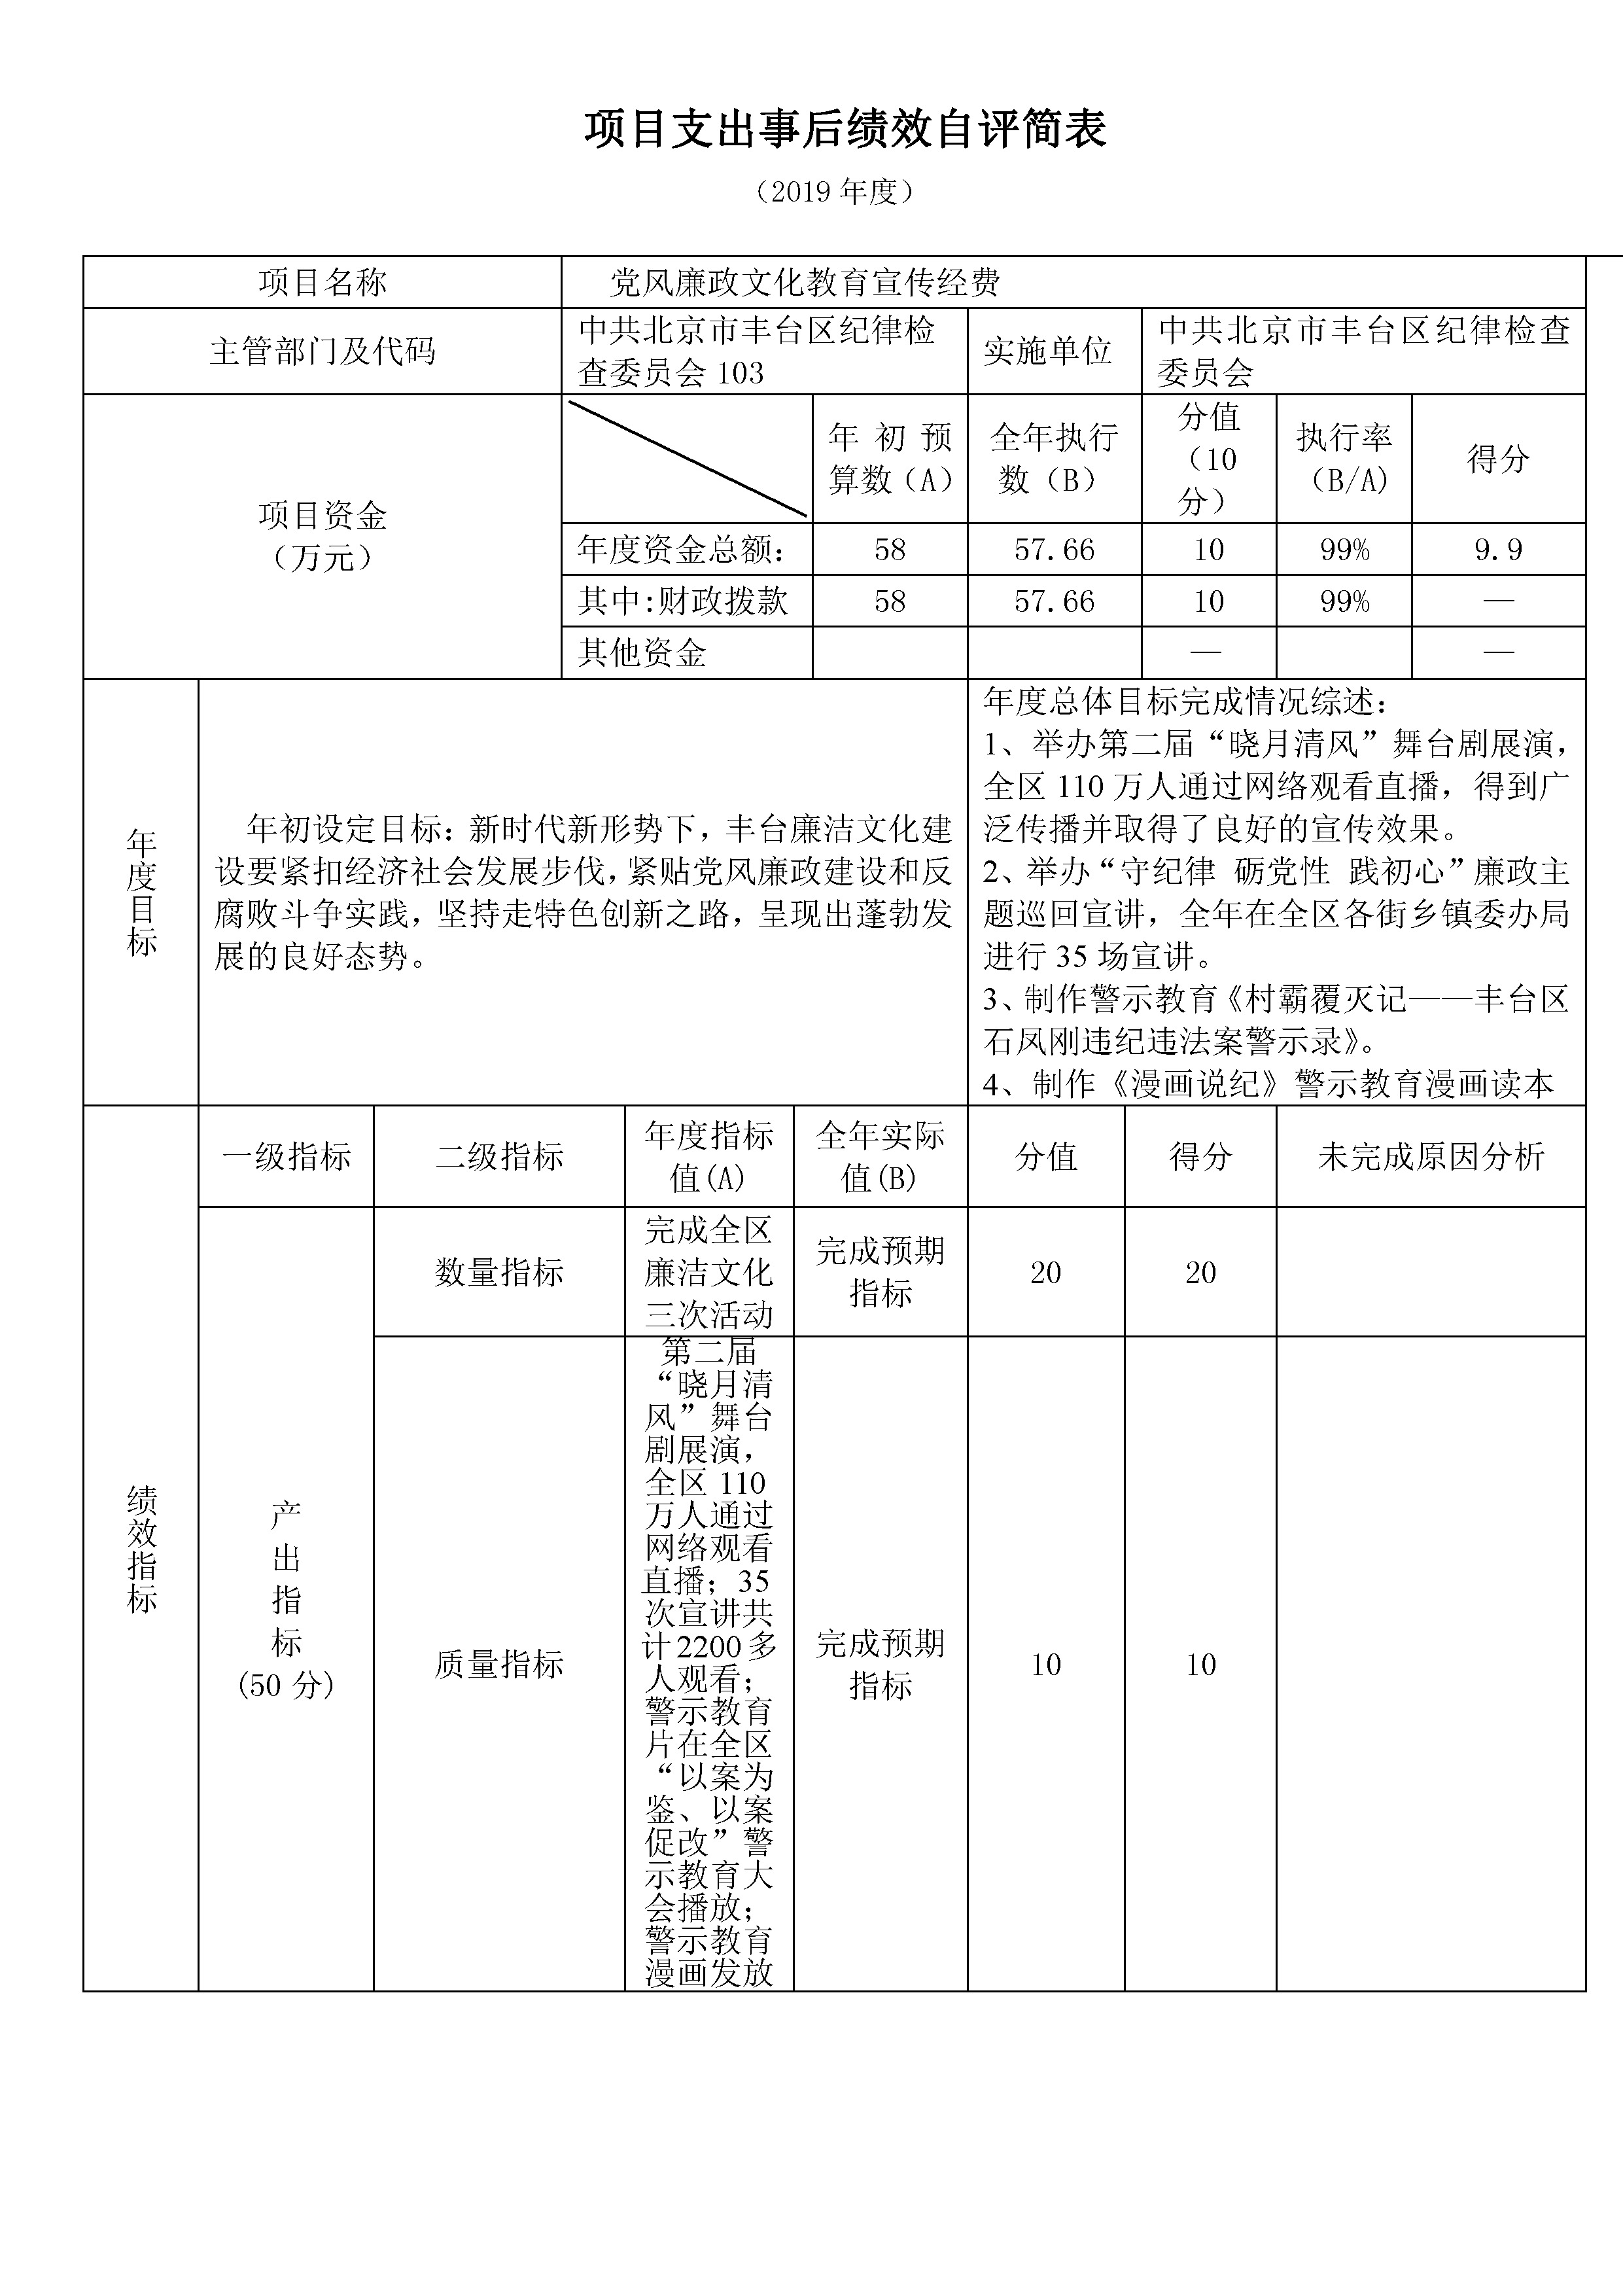 项目支出事后绩效自评简表
（2019 年度）
项目名称
党风廉政文化教育宣传经费
主管部门及代码
中共北京市丰台区纪律检
查委员会 103
实施单位
中共北京市丰台区纪律检查
委员会
项目资金
（万元）
年 初 预
算数（A）
全年执行
数（B）
分值
（10
分）
执行率
（B/A)
得分
年度资金总额：
58
57.66
10
99%
9.9
其中:财政拨款
58
57.66
10
99%
—
其他资金
—
—
年
度
目
标
年初设定目标：新时代新形势下，丰台廉洁文化建
设要紧扣经济社会发展步伐，紧贴党风廉政建设和反
腐败斗争实践，坚持走特色创新之路，呈现出蓬勃发
展的良好态势。
年度总体目标完成情况综述：
1、举办第二届“晓月清风”舞台剧展演，
全区 110 万人通过网络观看直播，得到广
泛传播并取得了良好的宣传效果。
2、举办“守纪律 砺党性 践初心”廉政主
题巡回宣讲，全年在全区各街乡镇委办局
进行 35 场宣讲。
3、制作警示教育《村霸覆灭记——丰台区
石凤刚违纪违法案警示录》。
4、制作《漫画说纪》警示教育漫画读本
绩
效
指
标
一级指标
二级指标
年度指标
值(A)
全年实际
值(B)
分值
得分
未完成原因分析
产
出
指
标
(50 分)
数量指标
完成全区
廉洁文化
三次活动
完成预期
指标
20
20
质量指标
第二届
“晓月清
风”舞台
剧展演，
全区 110
万人通过
网络观看
直播；35
次宣讲共
计2200多
人观看；
警示教育
片在全区
“以案为
鉴、以案
促改”警
示教育大
会播放；
警示教育
漫画发放
完成预期
指标
10
10